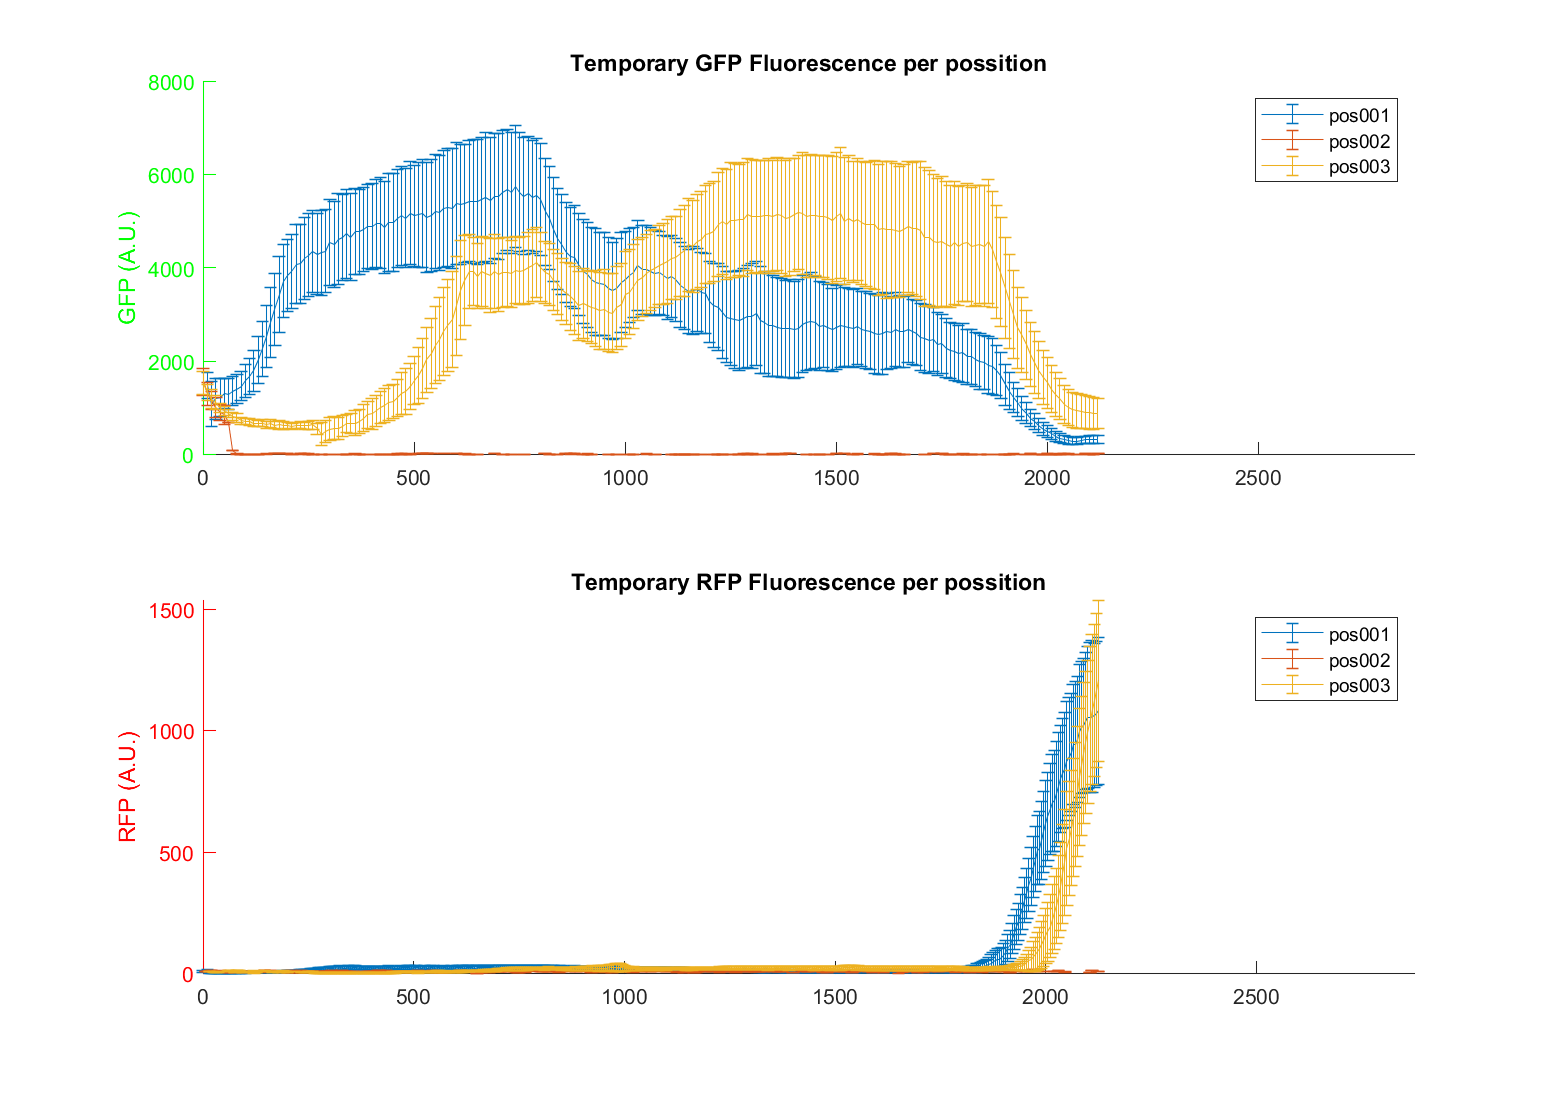 Temporary GFP Fluorescence per possition
GFP (A.U.)
8000
6000
4000
2000
0
0 500 1000 1500 2000 2500
pos001
pos002
pos003
Temporary RFP Fluorescence per possition
RFP (A.U.)
1500
1000
500
0
0 500 1000 1500 2000 2500
pos001
pos002
pos003